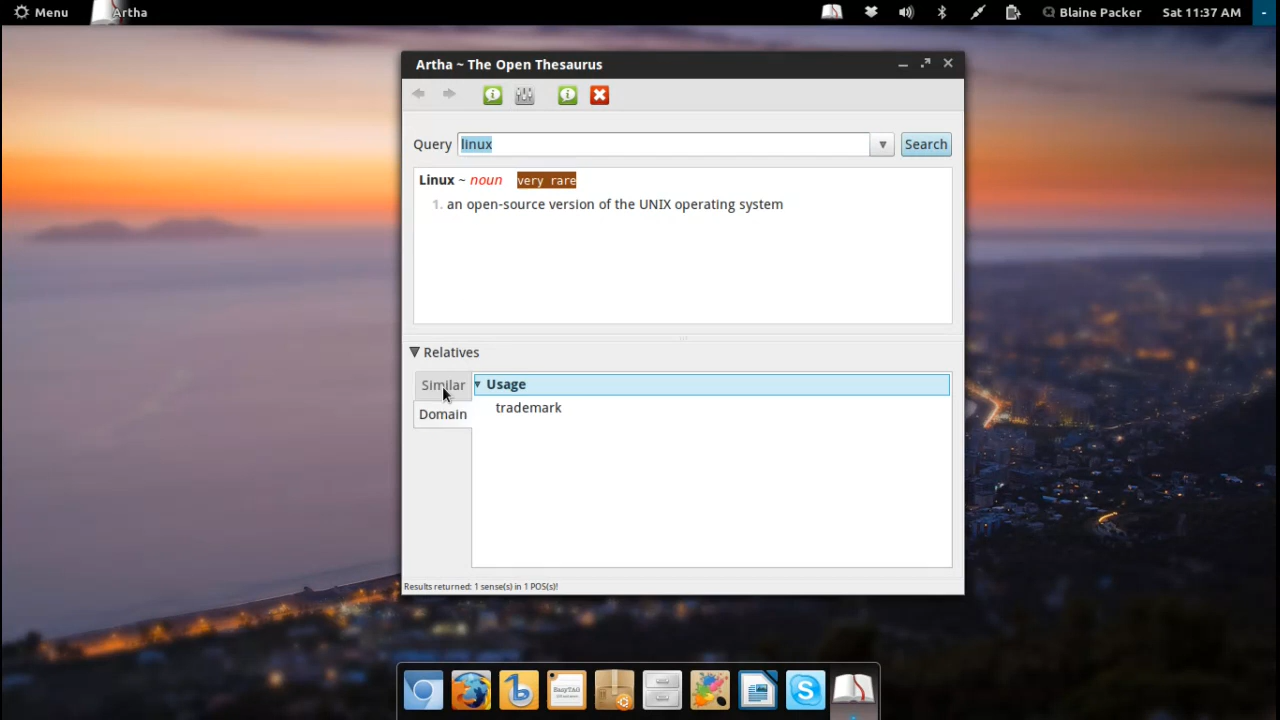 Menu Artha Blaine Packer Sat 11:37 AM
Artha ~ The Open Thesaurus
Query linux Search
Linux ~ noun very rare
1. an open-source version of the UNIX operating system
Relatives
Similar
Domain
Usage
trademark
Results returned: 1 sense(s) in 1 POS(s)!
EasyTAG